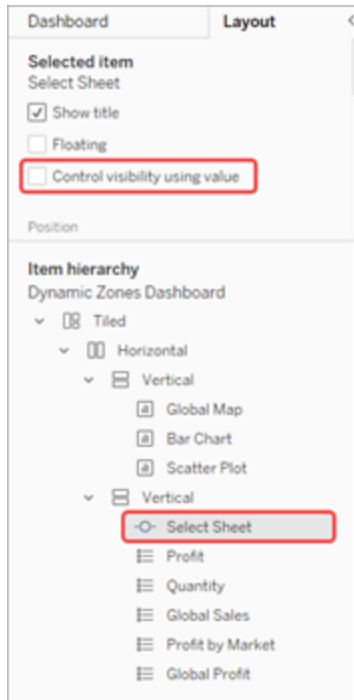 Dashboard Layout
Selected item
Select Sheet
Show title
Floating
Control visibility using value
Position
Item hierarchy
Dynamic Zones Dashboard
Tiled
Horizontal
Vertical
Global Map
Bar Chart
Scatter Plot
Vertical
Select Sheet
Profit
Quantity
Global Sales
Profit by Market
Global Profit